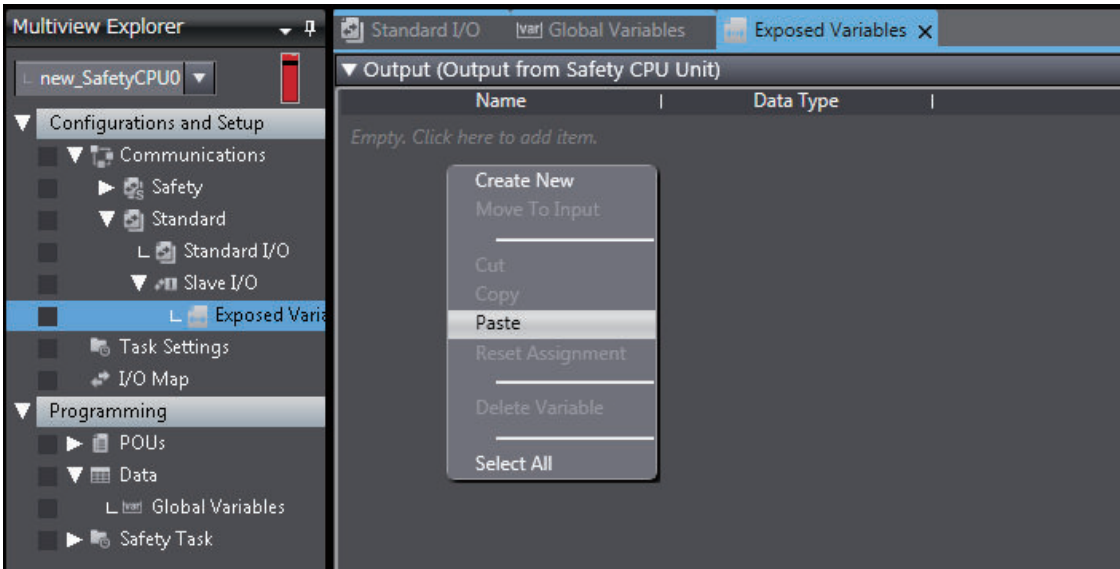 Multiview Explorer
new_SafetyCPU0
Configurations and Setup
Communications
Safety
Standard
Standard I/O
Slave I/O
Exposed Varia
Task Settings
I/O Map
Programming
POUs
Data
Global Variables
Safety Task
Standard I/O Global Variables Exposed Variables
Output (Output from Safety CPU Unit)
Name Data Type
Empty. Click here to add item.
Create New
Move To Input
Cut
Copy
Paste
Reset Assignment
Delete Variable
Select All